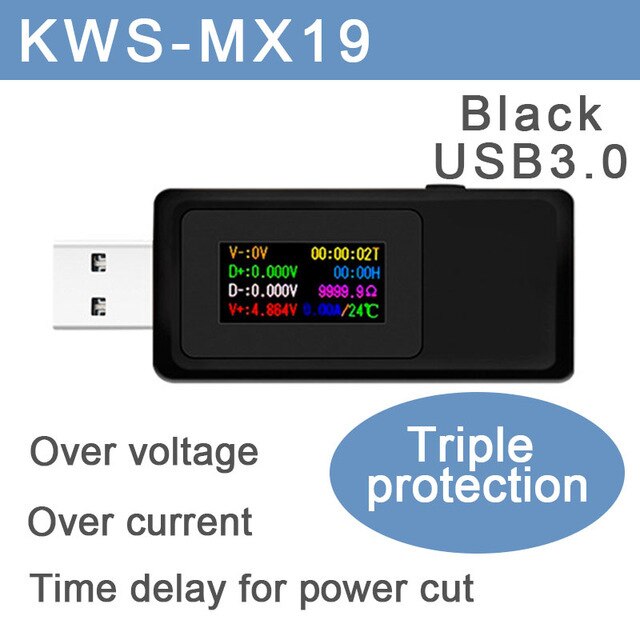 KWS-MX19
Black
USB3.0
V-:0V 00:00:02T
D+:0.000V 00:00H
D-:0.000V 9999.9Ω
V+:4.864V 0.00A/24℃
Over voltage
Triple
protection
Over current
Time delay for power cut